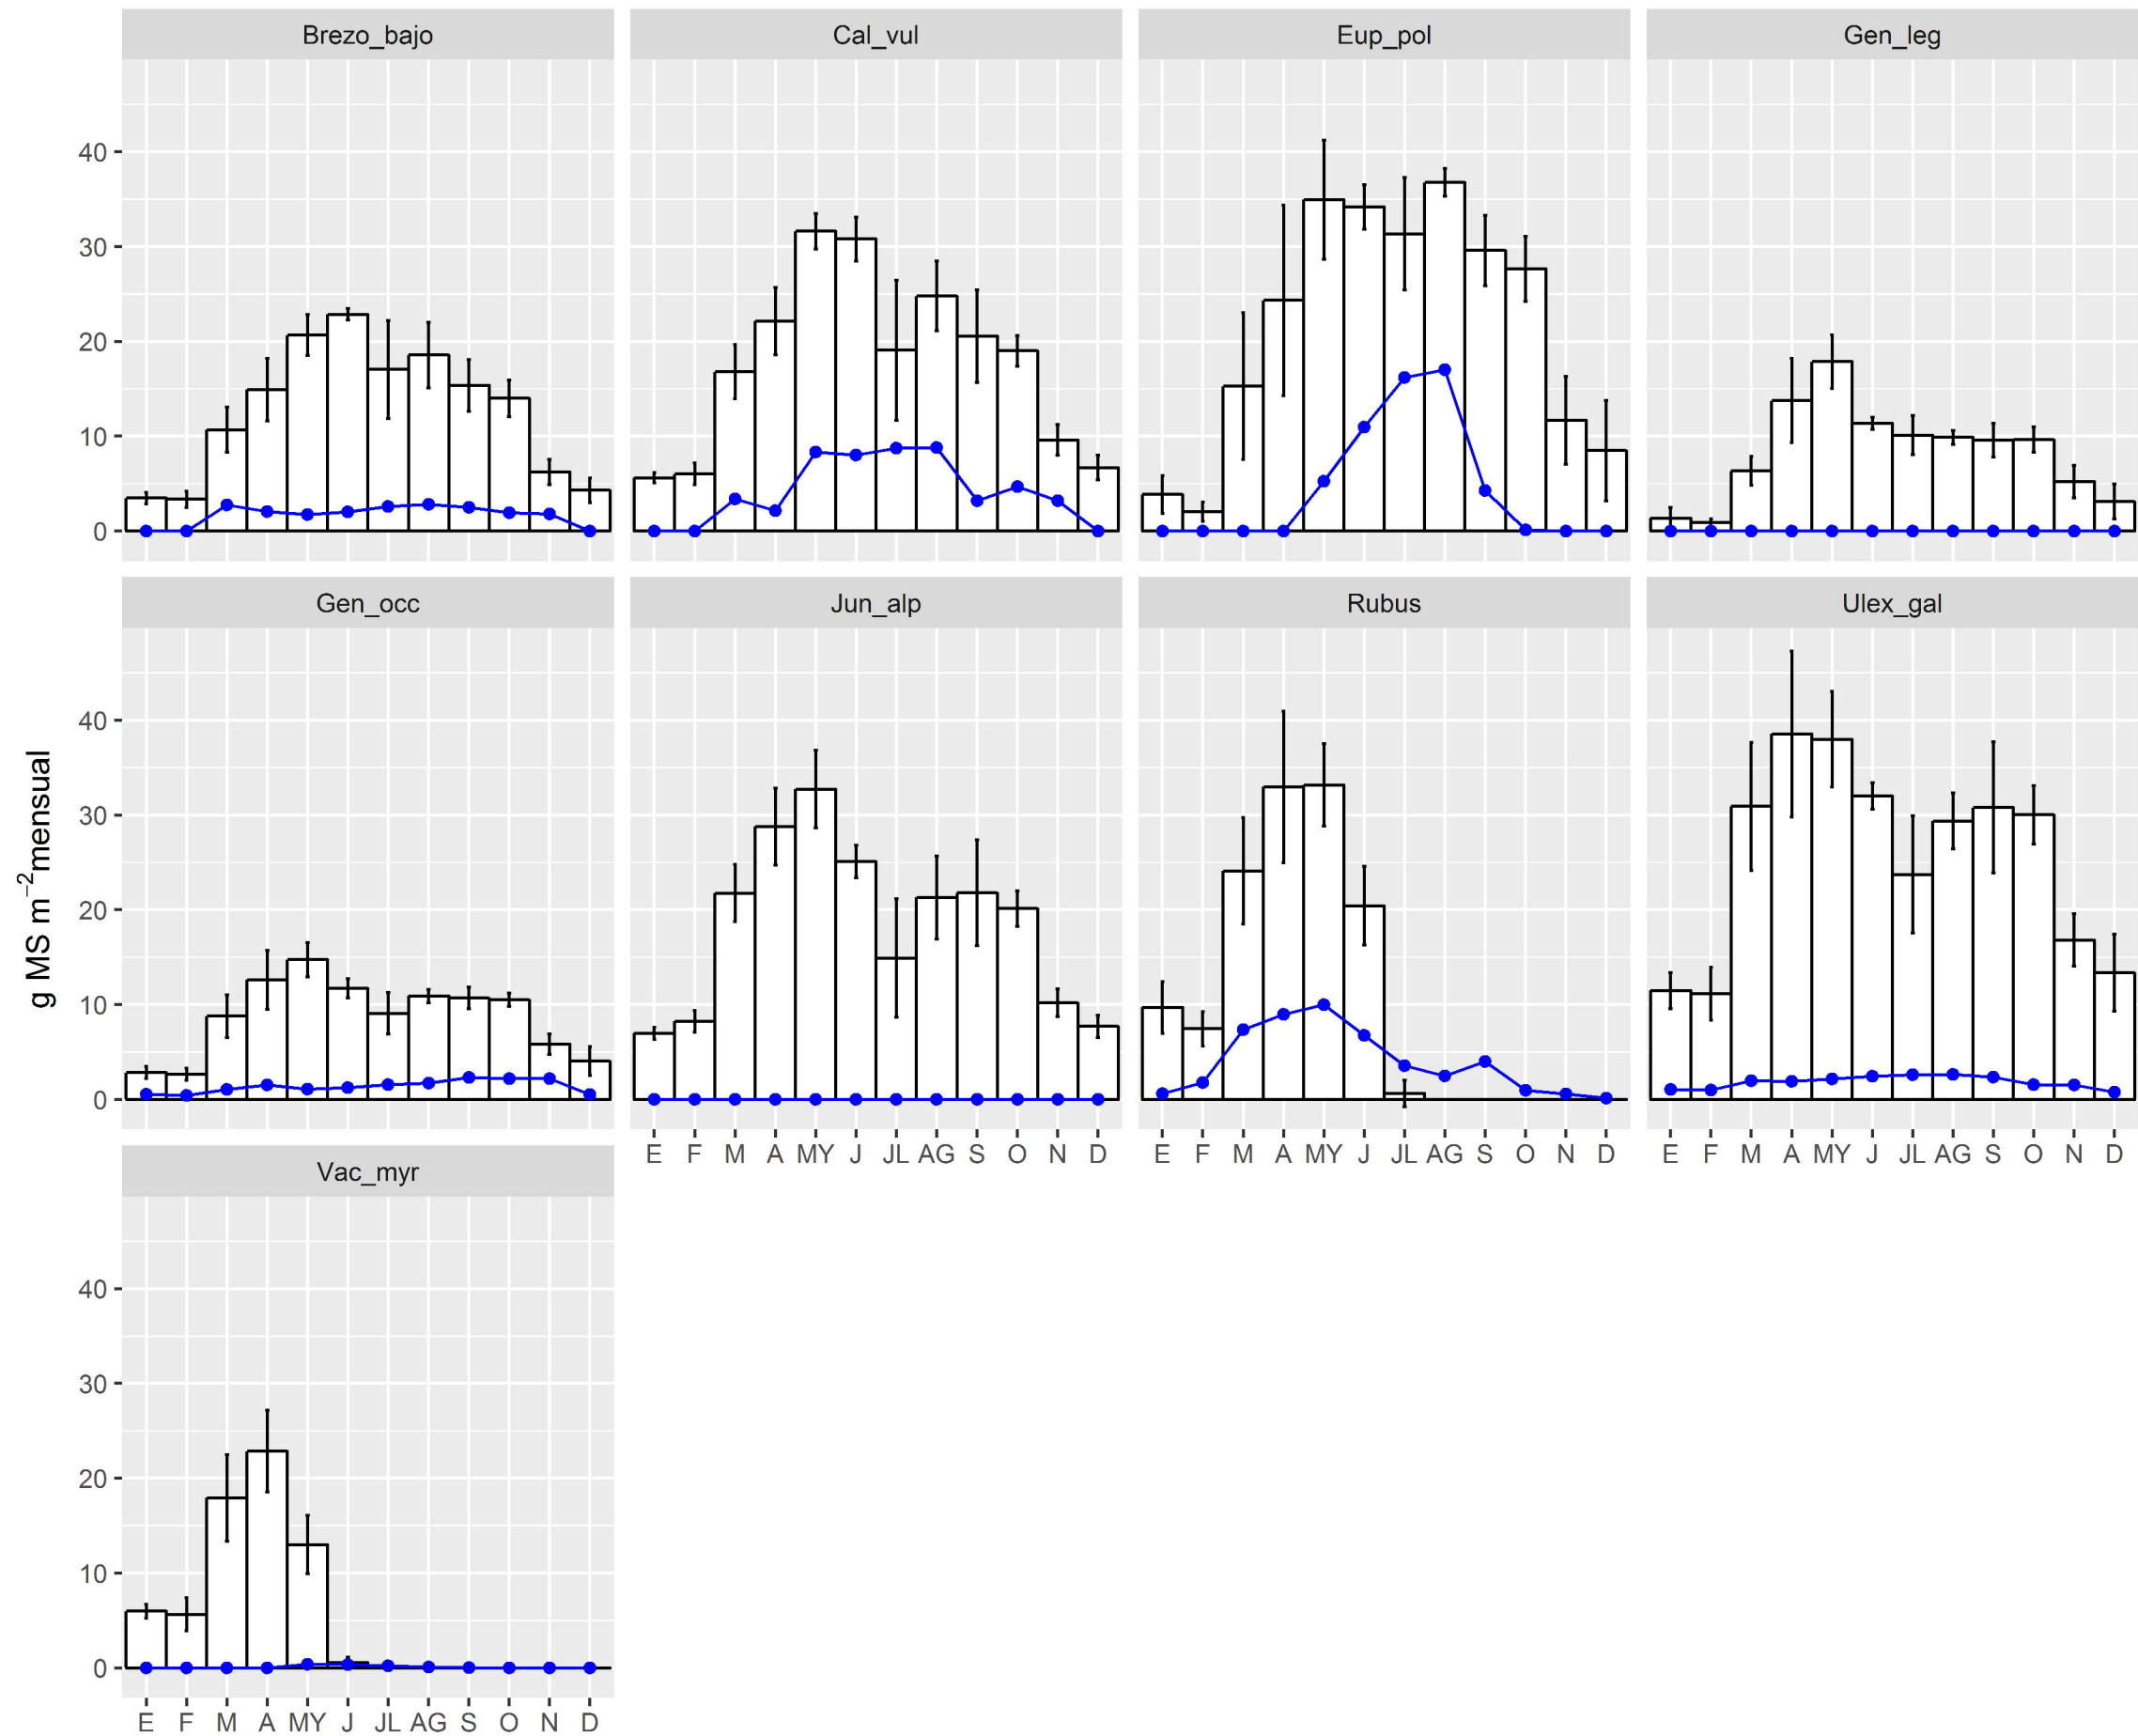 Brezo_bajo Cal_vul Eup_pol Gen_leg
40
30
20
10
0
Gen_occ Jun_alp Rubus Ulex_gal
g MS m⁻²mensual
40
30
20
10
0
E F M A MY J JL AG S O N D E F M A MY J JL AG S O N D E F M A MY J JL AG S O N D
Vac_myr
40
30
20
10
0
E F M A MY J JL AG S O N D